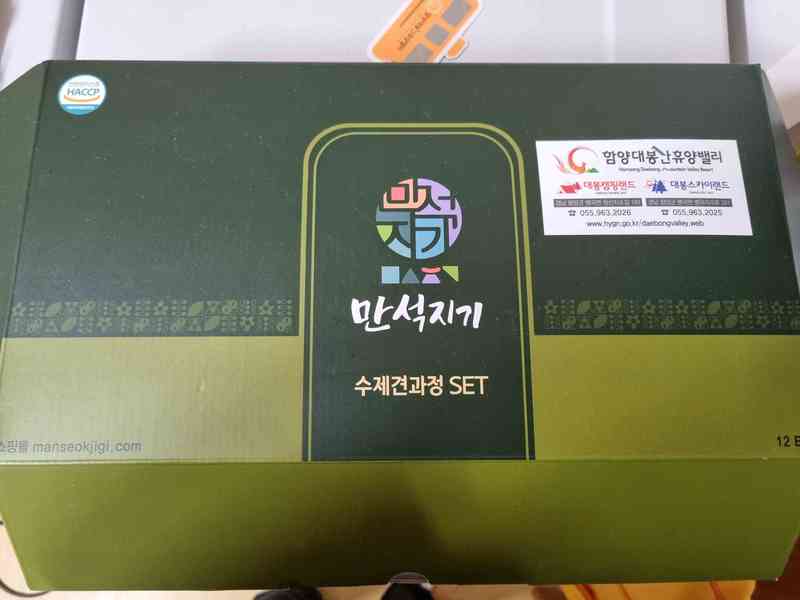 HACCP
만석지기
함양대봉산휴양밸리
대봉캠핑랜드
대봉스카이랜드
☎ 055.963.2026
☎ 055.963.2025
www.hygn.go.kr/daebongvalley.web
만석지기
수제견과정 SET
쇼핑몰 manseokjigi.com
12